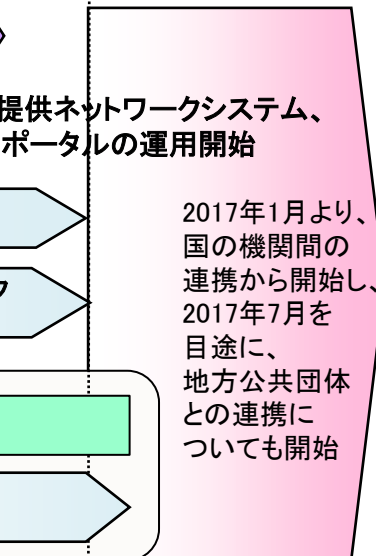 提供ネットワークシステム、
ポータルの運用開始
2017年1月より、
国の機関間の
連携から開始し、
2017年7月を
目途に、
地方公共団体
との連携に
ついても開始
ク